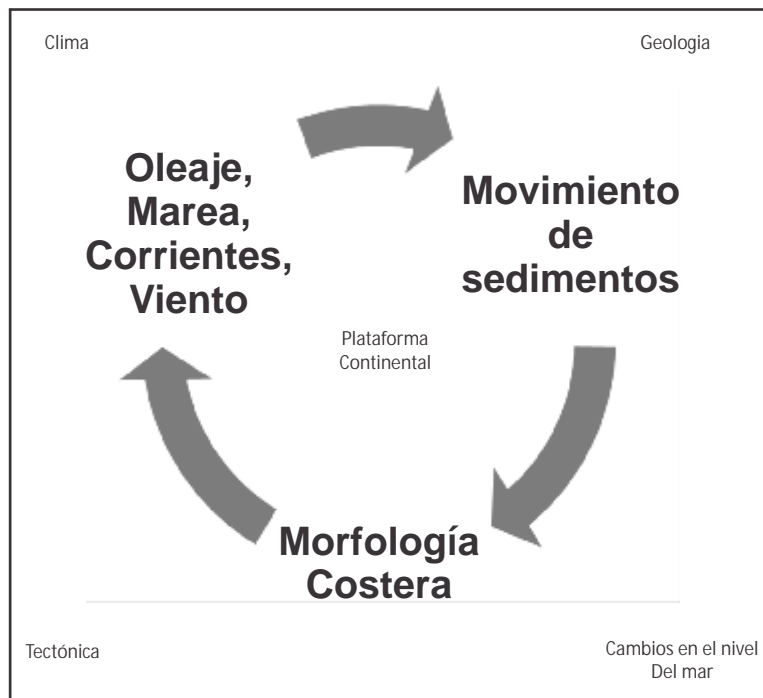 Clima
Geologia
Oleaje,
Marea,
Corrientes,
Viento
Movimiento
de
sedimentos
Plataforma
Continental
Morfología
Costera
Tectónica
Cambios en el nivel
Del mar